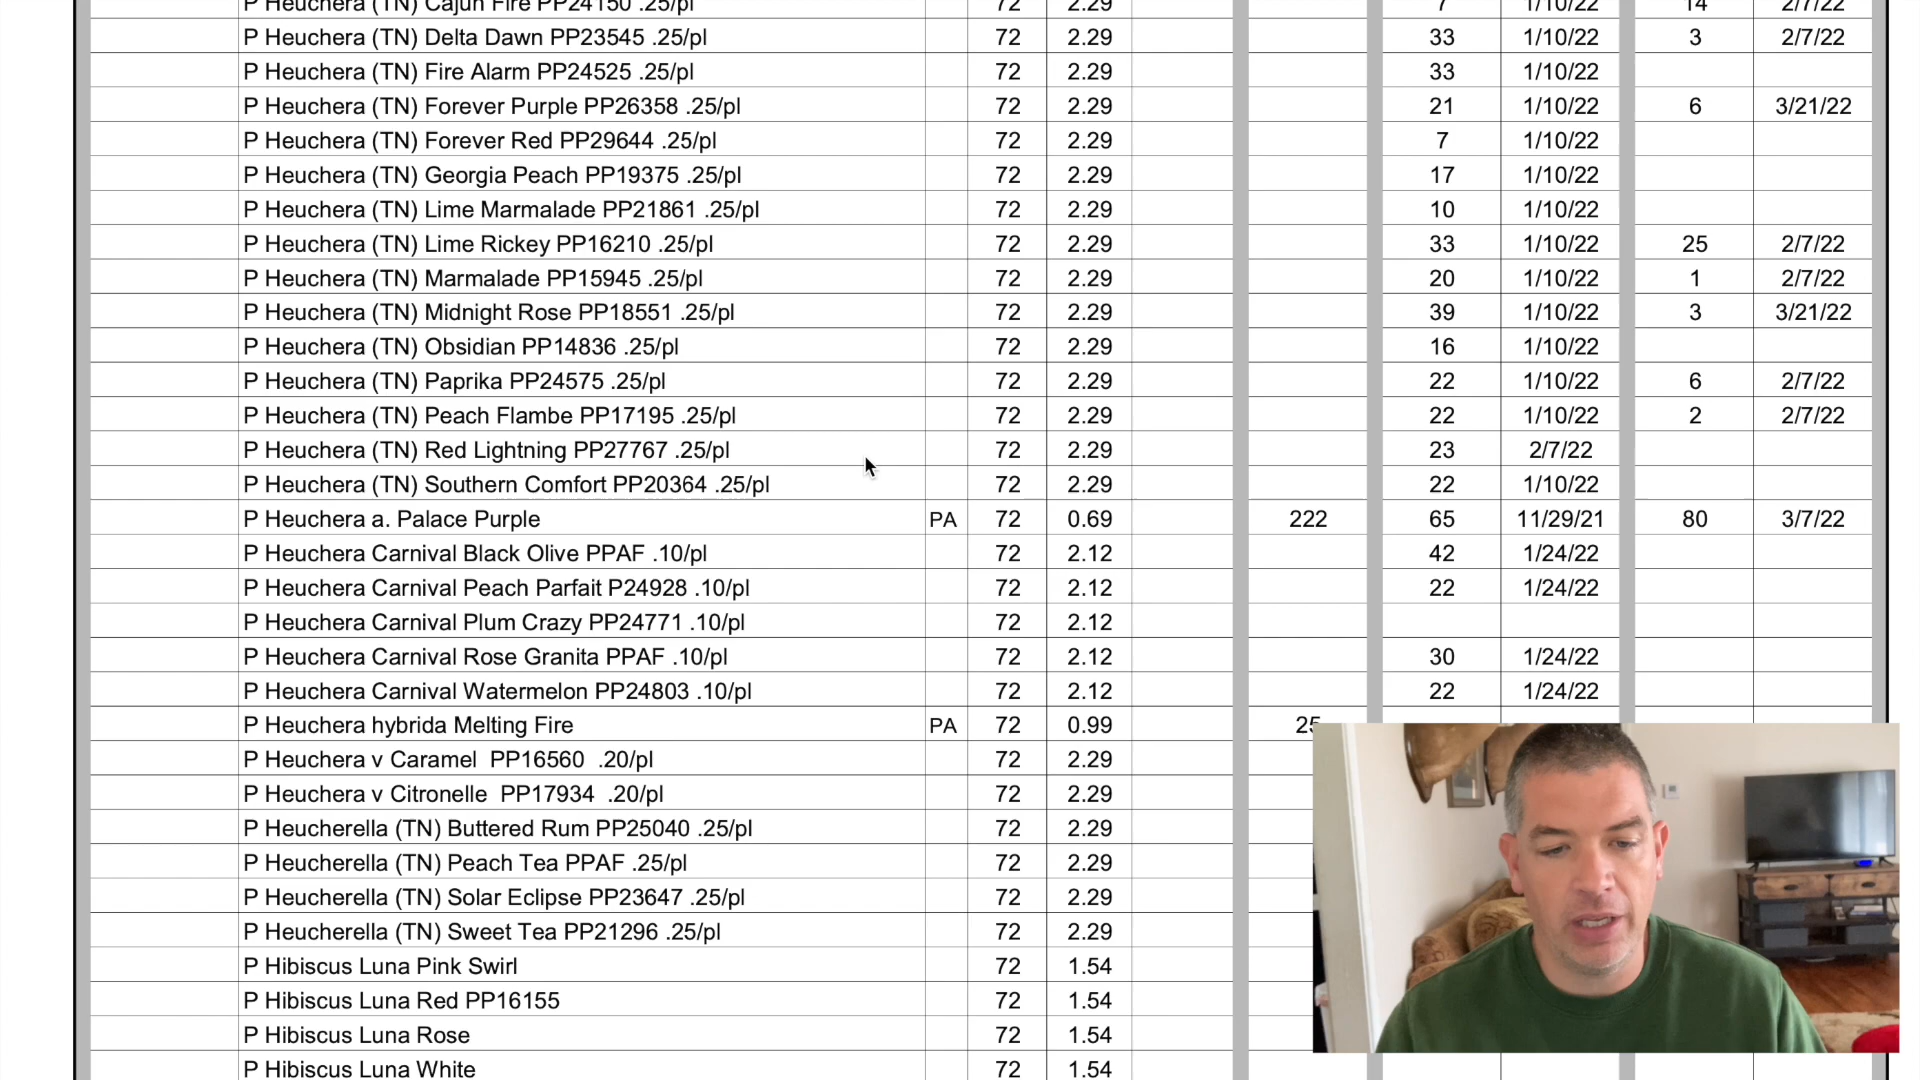 P Heuchera (TN) Cajun Fire PP24150 .25/pl 72 2.29 7 1/10/22 14 2/7/22
P Heuchera (TN) Delta Dawn PP23545 .25/pl 72 2.29 33 1/10/22 3 2/7/22
P Heuchera (TN) Fire Alarm PP24525 .25/pl 72 2.29 33 1/10/22
P Heuchera (TN) Forever Purple PP26358 .25/pl 72 2.29 21 1/10/22 6 3/21/22
P Heuchera (TN) Forever Red PP29644 .25/pl 72 2.29 7 1/10/22
P Heuchera (TN) Georgia Peach PP19375 .25/pl 72 2.29 17 1/10/22
P Heuchera (TN) Lime Marmalade PP21861 .25/pl 72 2.29 10 1/10/22
P Heuchera (TN) Lime Rickey PP16210 .25/pl 72 2.29 33 1/10/22 25 2/7/22
P Heuchera (TN) Marmalade PP15945 .25/pl 72 2.29 20 1/10/22 1 2/7/22
P Heuchera (TN) Midnight Rose PP18551 .25/pl 72 2.29 39 1/10/22 3 3/21/22
P Heuchera (TN) Obsidian PP14836 .25/pl 72 2.29 16 1/10/22
P Heuchera (TN) Paprika PP24575 .25/pl 72 2.29 22 1/10/22 6 2/7/22
P Heuchera (TN) Peach Flambe PP17195 .25/pl 72 2.29 22 1/10/22 2 2/7/22
P Heuchera (TN) Red Lightning PP27767 .25/pl 72 2.29 23 2/7/22
P Heuchera (TN) Southern Comfort PP20364 .25/pl 72 2.29 22 1/10/22
P Heuchera a. Palace Purple PA 72 0.69 222 65 11/29/21 80 3/7/22
P Heuchera Carnival Black Olive PPAF .10/pl 72 2.12 42 1/24/22
P Heuchera Carnival Peach Parfait P24928 .10/pl 72 2.12 22 1/24/22
P Heuchera Carnival Plum Crazy PP24771 .10/pl 72 2.12
P Heuchera Carnival Rose Granita PPAF .10/pl 72 2.12 30 1/24/22
P Heuchera Carnival Watermelon PP24803 .10/pl 72 2.12 22 1/24/22
P Heuchera hybrida Melting Fire PA 72 0.99 25
P Heuchera v Caramel PP16560 .20/pl 72 2.29
P Heuchera v Citronelle PP17934 .20/pl 72 2.29
P Heucherella (TN) Buttered Rum PP25040 .25/pl 72 2.29
P Heucherella (TN) Peach Tea PPAF .25/pl 72 2.29
P Heucherella (TN) Solar Eclipse PP23647 .25/pl 72 2.29
P Heucherella (TN) Sweet Tea PP21296 .25/pl 72 2.29
P Hibiscus Luna Pink Swirl 72 1.54
P Hibiscus Luna Red PP16155 72 1.54
P Hibiscus Luna Rose 72 1.54
P Hibiscus Luna White 72 1.54